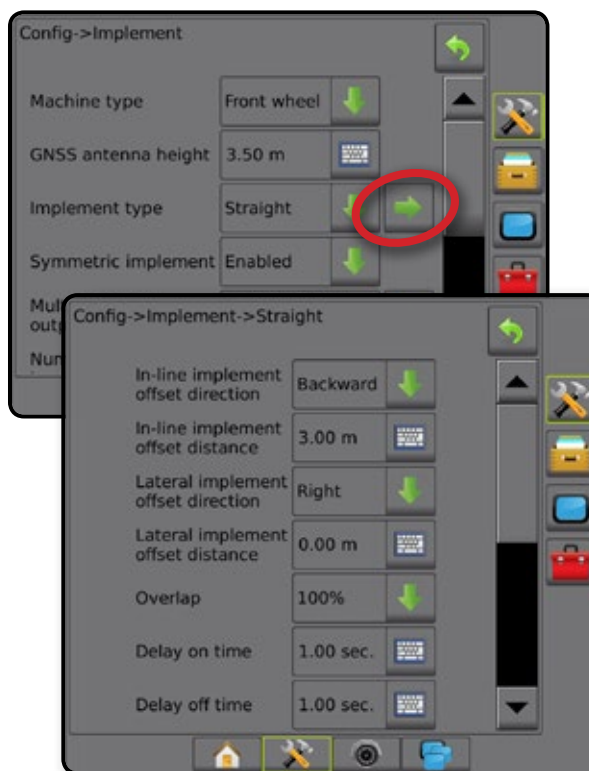 Config->Implement
Machine type Front wheel
GNSS antenna height 3.50 m
Implement type Straight
Symmetric implement Enabled
Config->Implement->Straight
In-line implement
offset direction Backward
In-line implement
offset distance 3.00 m
Lateral implement
offset direction Right
Lateral implement
offset distance 0.00 m
Overlap 100%
Delay on
time 1.00 sec.
Delay off
time 1.00 sec.